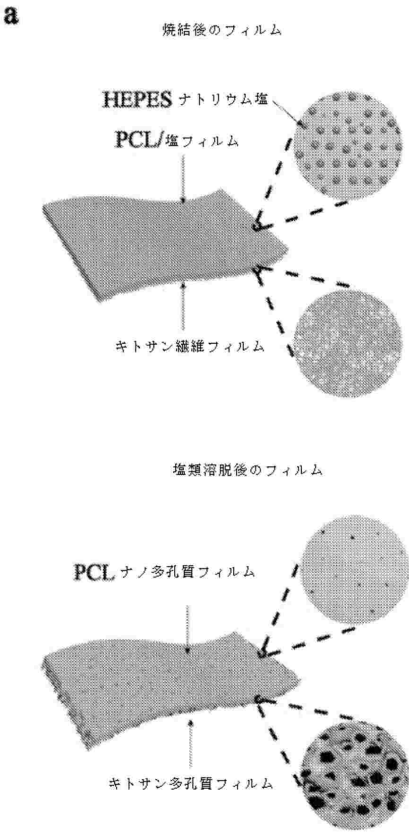 a
焼結後のフィルム
HEPES ナトリウム塩
PCL/塩フィルム
キトサン繊維フィルム
塩類溶脱後のフィルム
PCL ナノ多孔質フィルム
キトサン多孔質フィルム